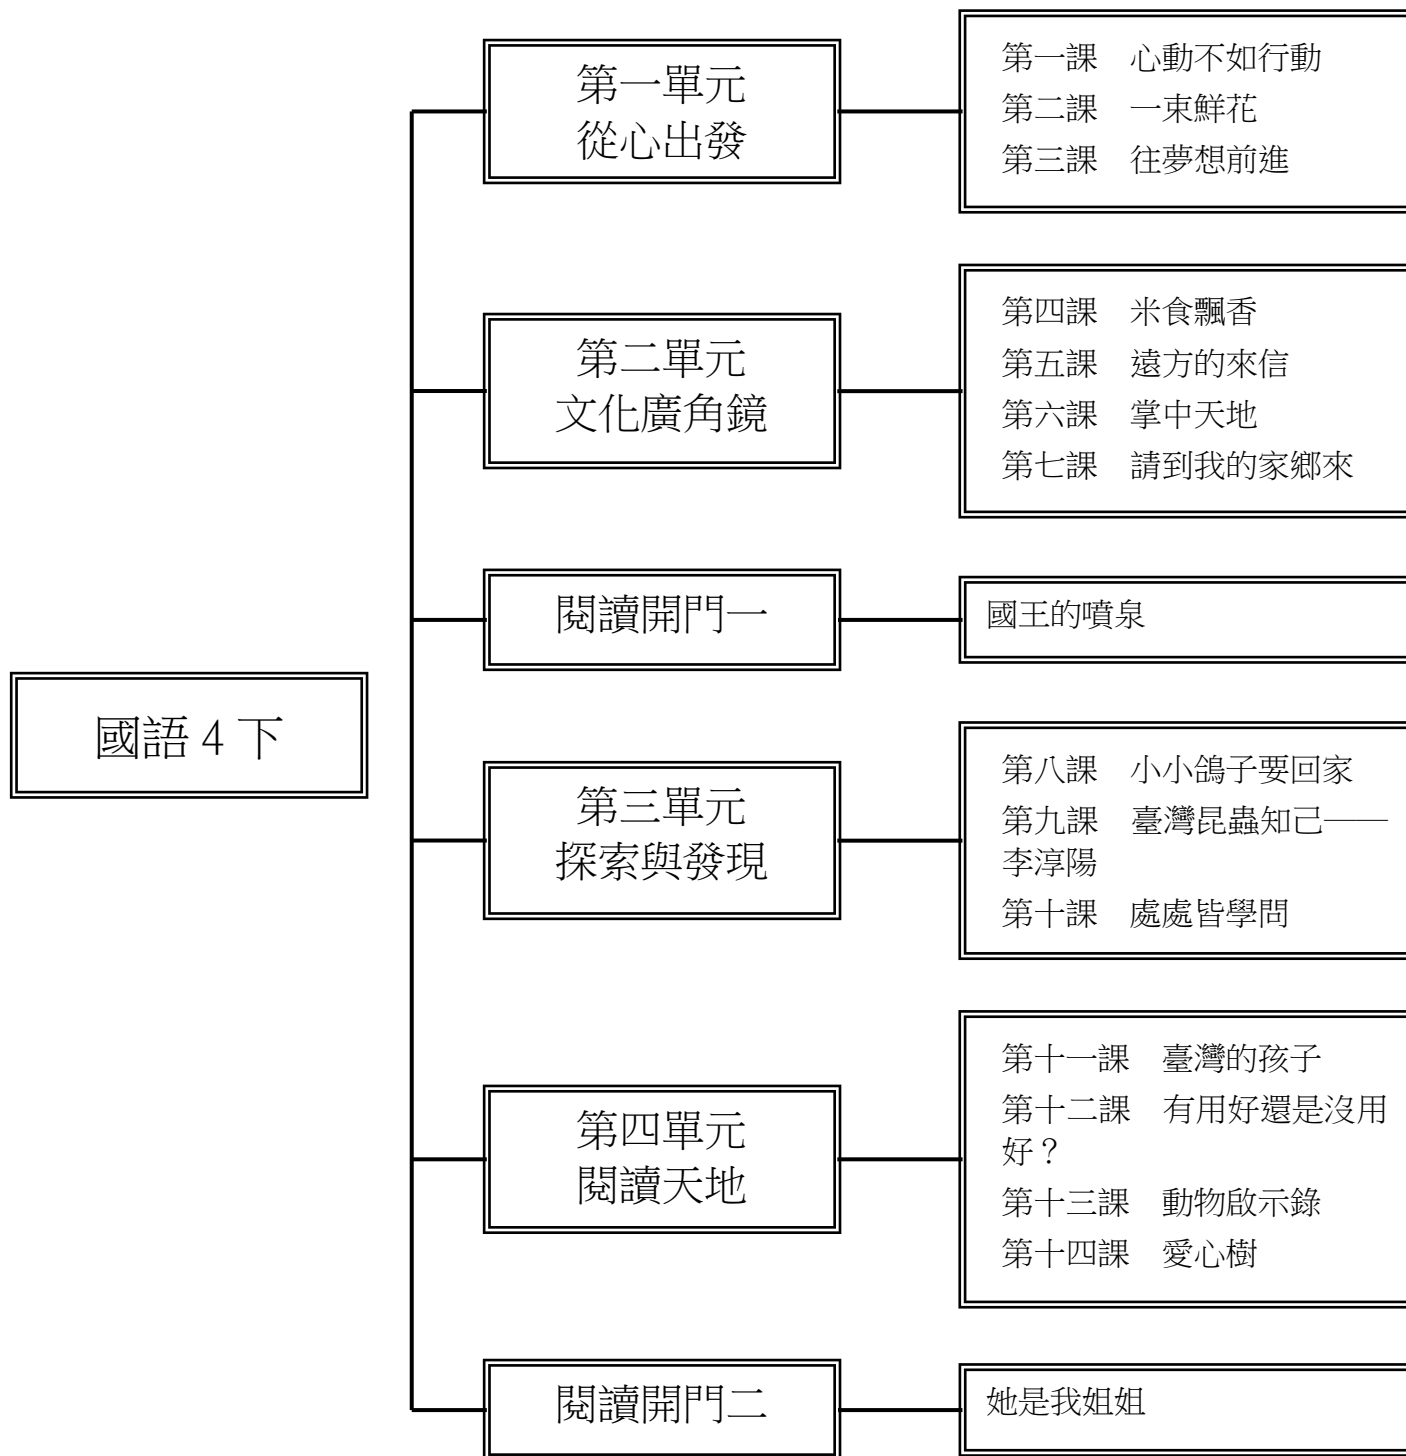 國語４下
第一單元
從心出發
第一課　心動不如行動
第二課　一束鮮花
第三課　往夢想前進
第二單元
文化廣角鏡
第四課　米食飄香
第五課　遠方的來信
第六課　掌中天地
第七課　請到我的家鄉來
閱讀開門一
國王的噴泉
第三單元
探索與發現
第八課　小小鴿子要回家
第九課　臺灣昆蟲知己——
李淳陽
第十課　處處皆學問
第四單元
閱讀天地
第十一課　臺灣的孩子
第十二課　有用好還是沒用
好？
第十三課　動物啟示錄
第十四課　愛心樹
閱讀開門二
她是我姐姐